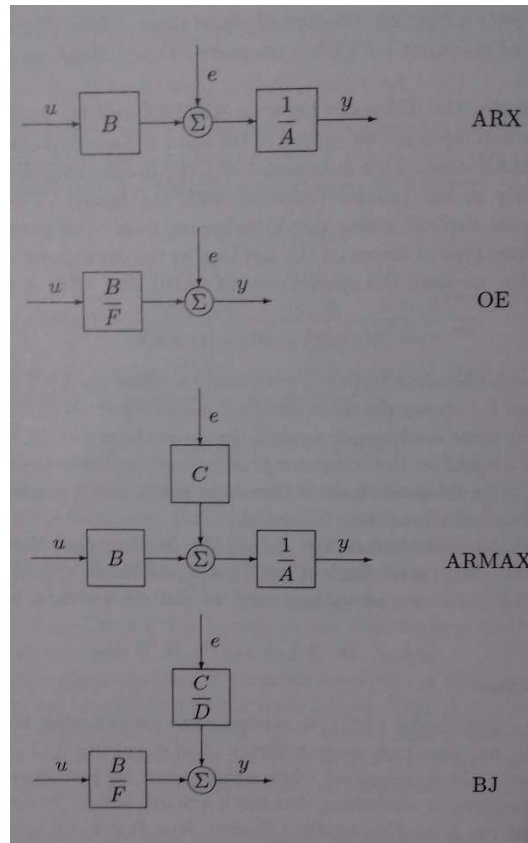 e
u B Σ 1/A y ARX
e
u B/F Σ y OE
e
C
u B Σ 1/A y ARMAX
e
C/D
u B/F Σ y BJ